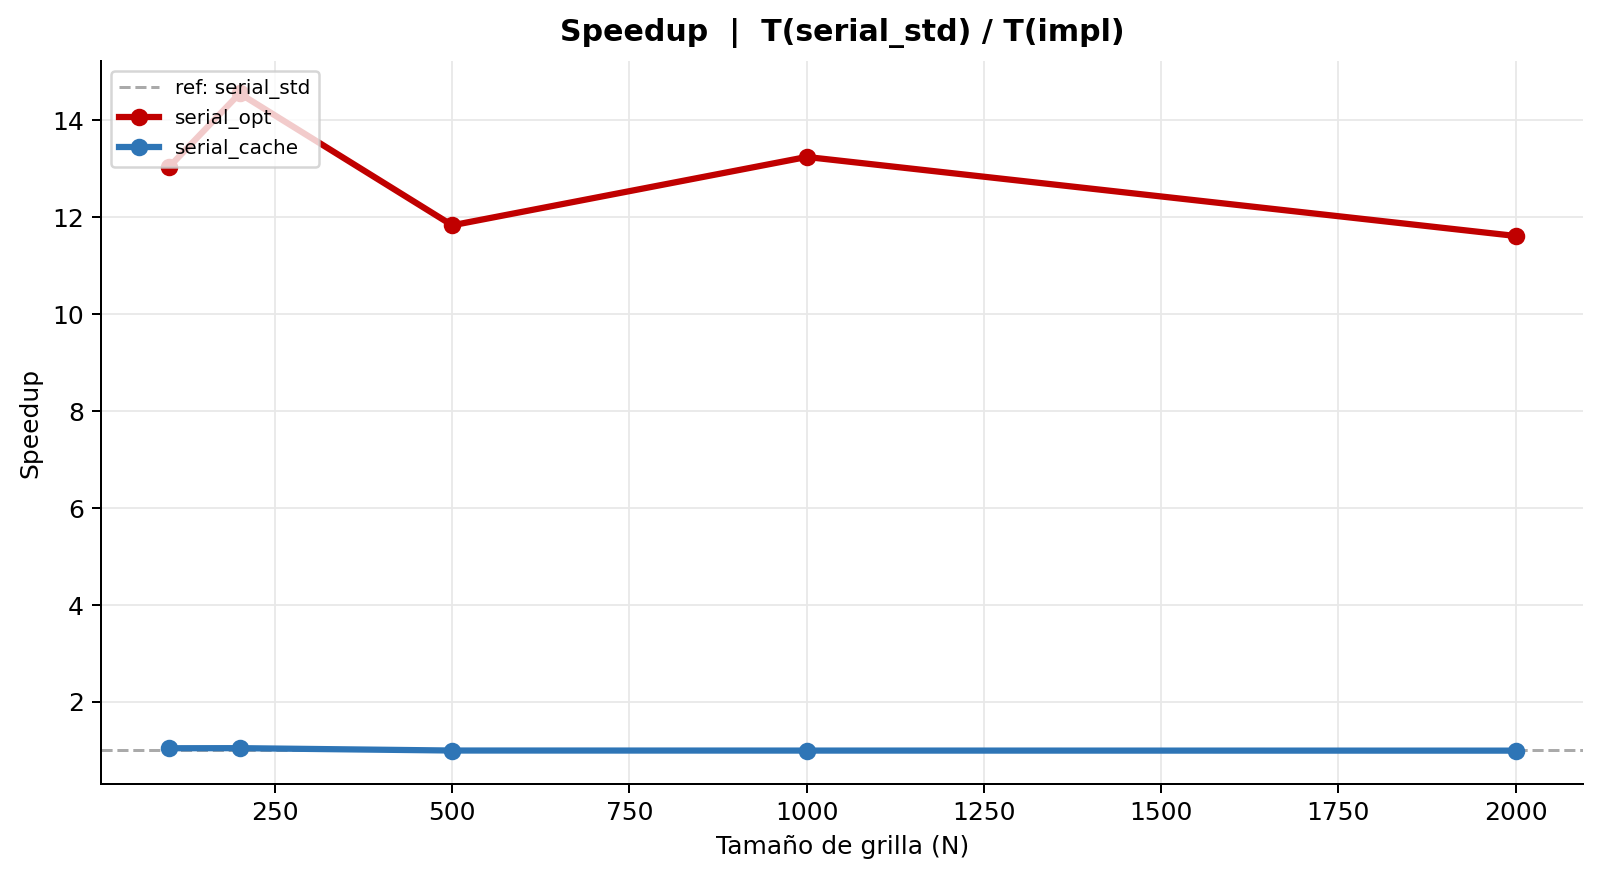 Speedup | T(serial_std) / T(impl)
ref: serial_std
serial_opt
serial_cache
14
12
10
8
6
4
2
Speedup
250 500 750 1000 1250 1500 1750 2000
Tamaño de grilla (N)